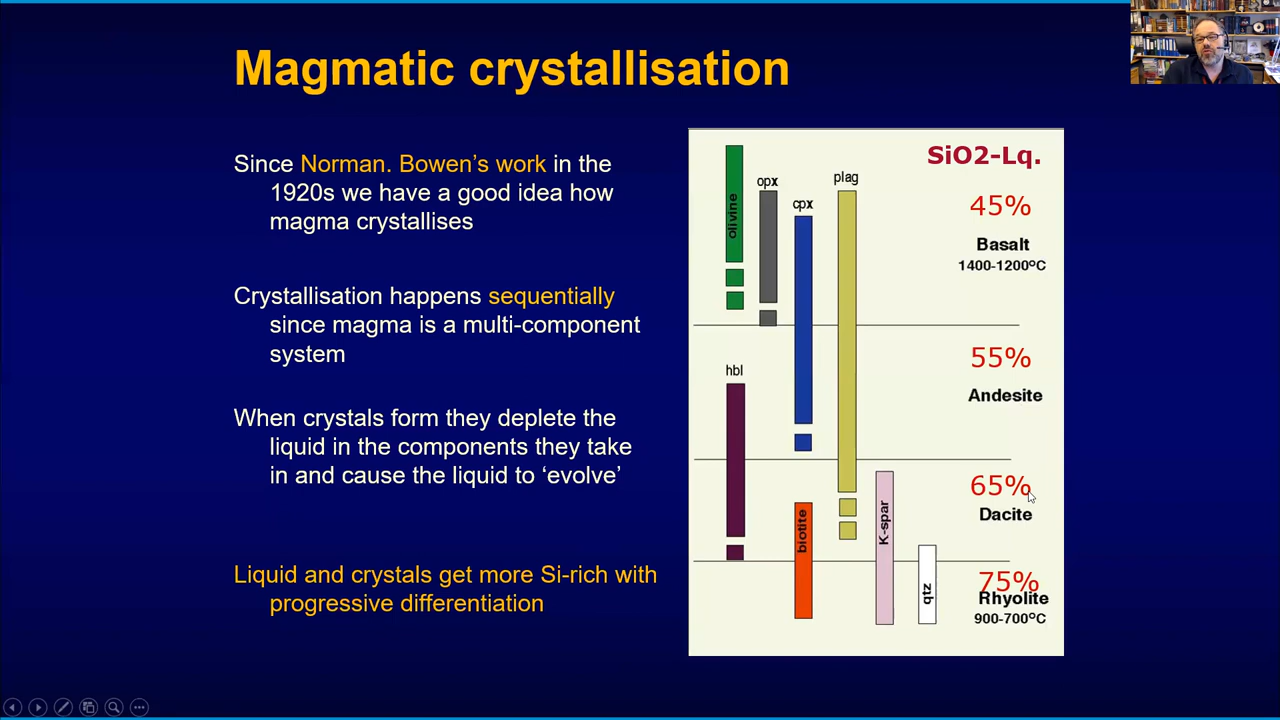 Magmatic crystallisation
Since Norman. Bowen's work in the
1920s we have a good idea how
magma crystallises
Crystallisation happens sequentially
since magma is a multi-component
system
When crystals form they deplete the
liquid in the components they take
in and cause the liquid to ‘evolve’
Liquid and crystals get more Si-rich with
progressive differentiation
SiO2-Lq.
olivine
opx
cpx
plag
45%
Basalt
1400-1200ºC
55%
Andesite
hbl
65%
Dacite
biotite
K-spar
qtz
75%
Rhyolite
900-700ºC